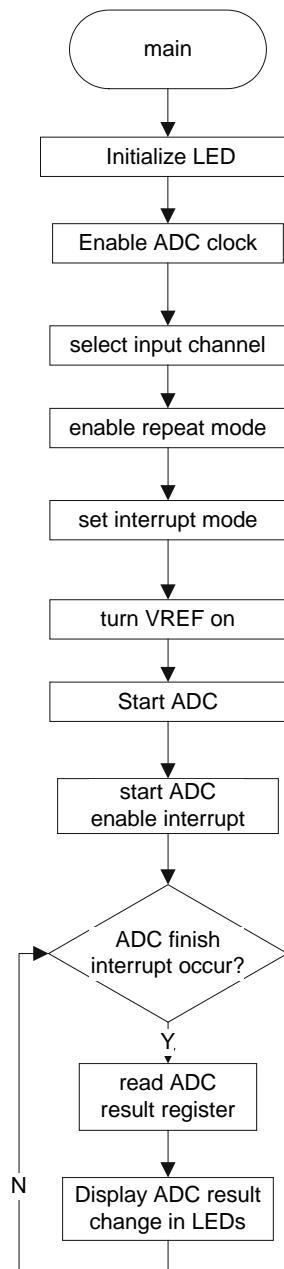 main
Initialize LED
Enable ADC clock
select input channel
enable repeat mode
set interrupt mode
turn VREF on
Start ADC
start ADC
enable interrupt
ADC finish
interrupt occur?
Y
read ADC
result register
N
Display ADC result
change in LEDs